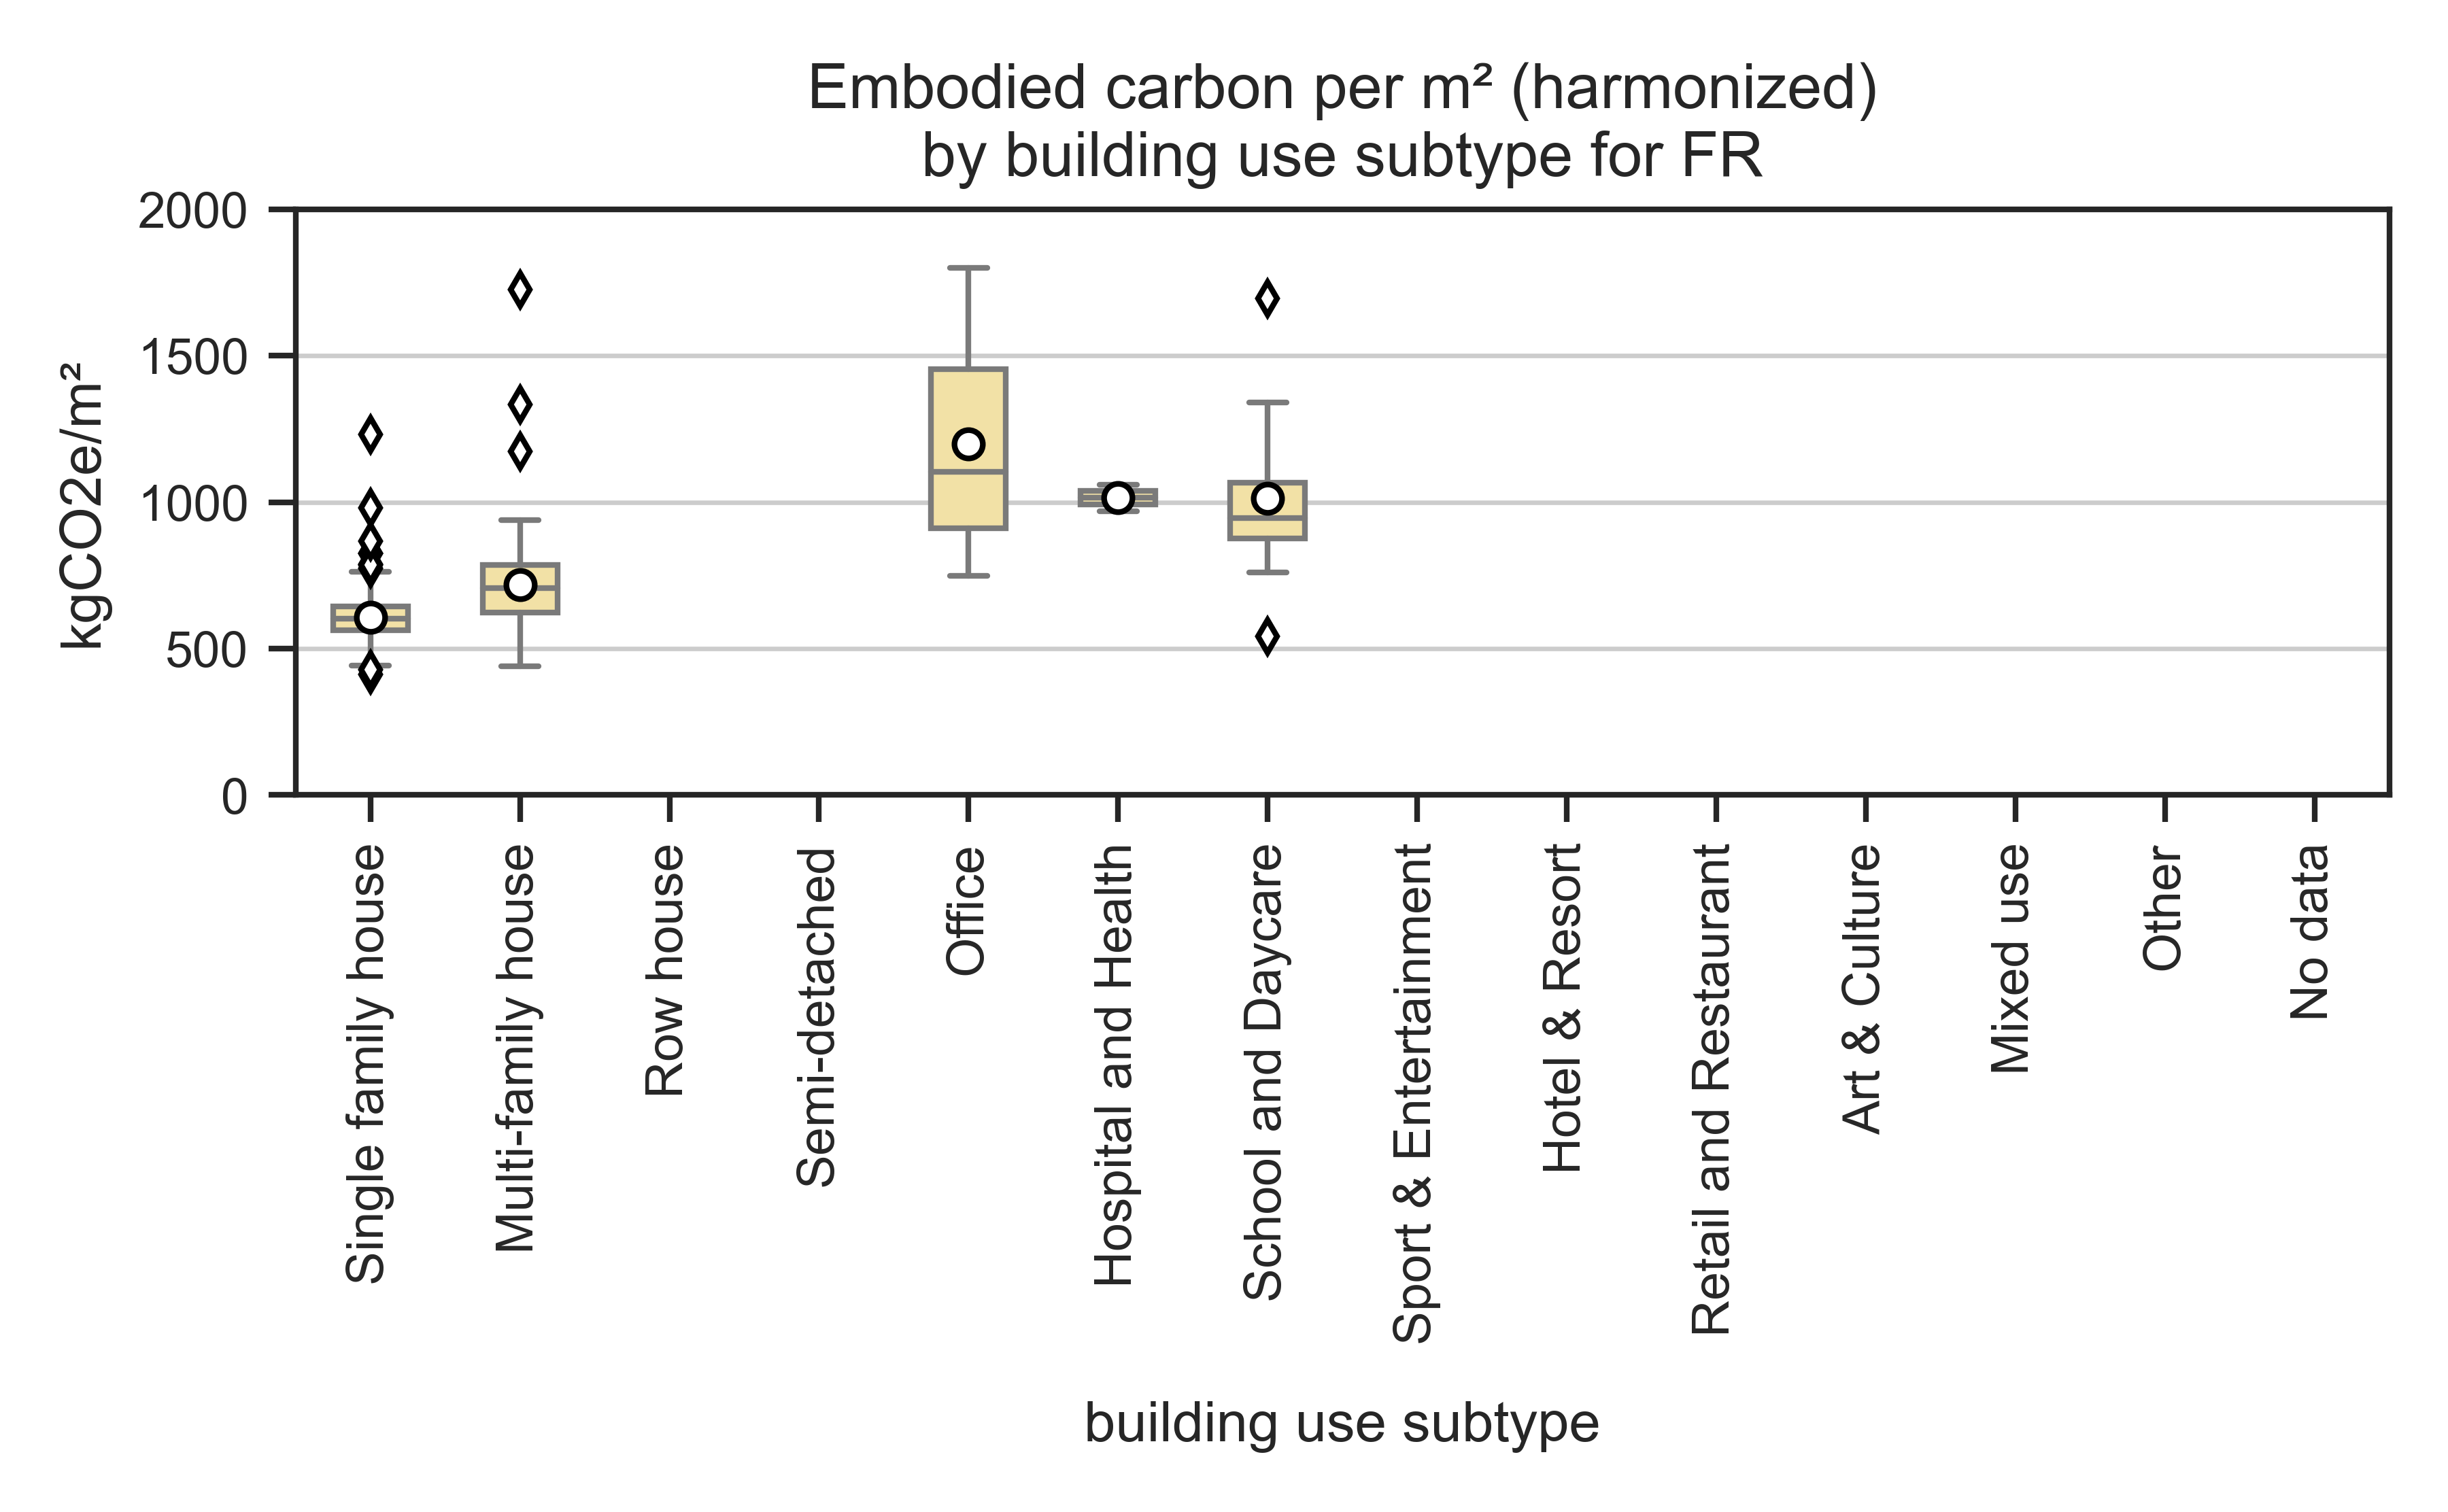 Embodied carbon per m² (harmonized)
by building use subtype for FR
kgCO2e/m²
2000
1500
1000
500
0
Single family house
Multi-family house
Row house
Semi-detached
Office
Hospital and Health
School and Daycare
Sport & Entertainment
Hotel & Resort
Retail and Restaurant
Art & Culture
Mixed use
Other
No data
building use subtype